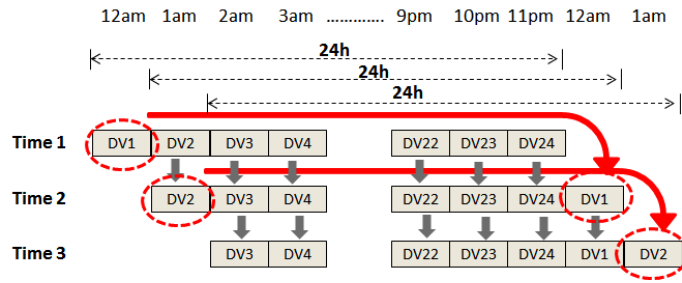 12am 1am 2am 3am ............. 9pm 10pm 11pm 12am 1am
24h
24h
24h
Time 1 DV1 DV2 DV3 DV4 DV22 DV23 DV24
Time 2 DV2 DV3 DV4 DV22 DV23 DV24 DV1
Time 3 DV3 DV4 DV22 DV23 DV24 DV1 DV2